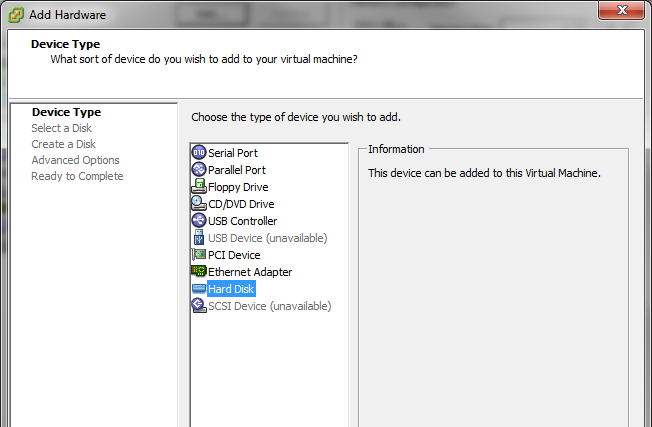 Add Hardware
Device Type
What sort of device do you wish to add to your virtual machine?
Device Type
Select a Disk
Create a Disk
Advanced Options
Ready to Complete
Choose the type of device you wish to add.
Serial Port
Parallel Port
Floppy Drive
CD/DVD Drive
USB Controller
USB Device (unavailable)
PCI Device
Ethernet Adapter
Hard Disk
SCSI Device (unavailable)
Information
This device can be added to this Virtual Machine.